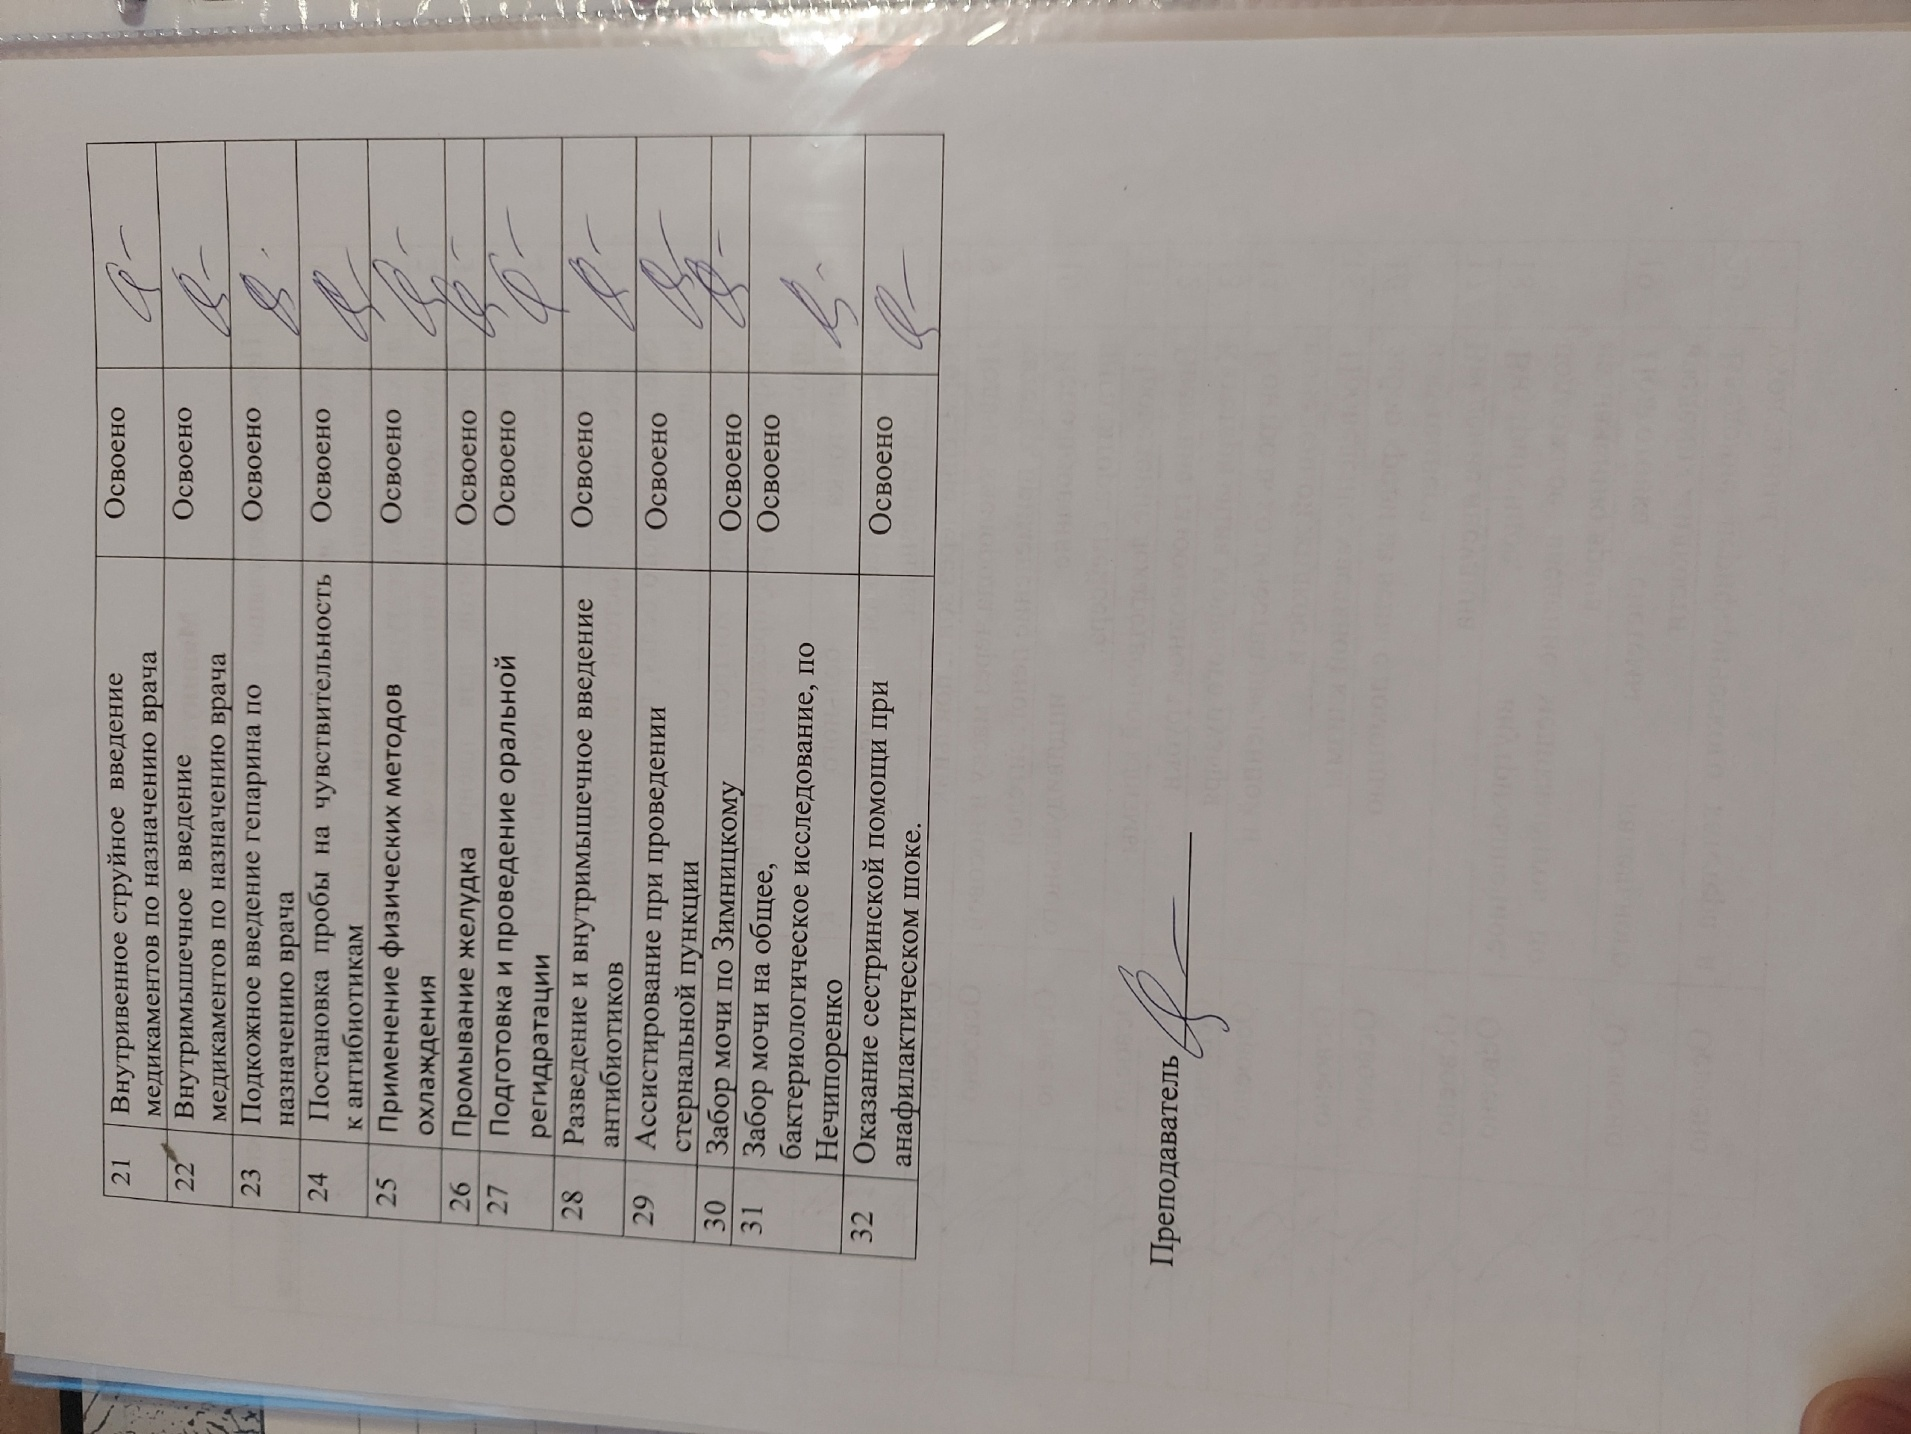 21 Внутривенное струйное введение Освоено
медикаментов по назначению врача
22 Внутримышечное введение Освоено
медикаментов по назначению врача
23 Подкожное введение гепарина по Освоено
назначению врача
24 Постановка пробы на чувствительность Освоено
к антибиотикам
25 Применение физических методов Освоено
охлаждения
26 Промывание желудка Освоено
27 Подготовка и проведение оральной Освоено
регидратации
28 Разведение и внутримышечное введение Освоено
антибиотиков
29 Ассистирование при проведении Освоено
стернальной пункции
30 Забор мочи по Зимницкому Освоено
31 Забор мочи на общее, Освоено
бактериологическое исследование, по
Нечипоренко
32 Оказание сестринской помощи при Освоено
анафилактическом шоке.
Преподаватель